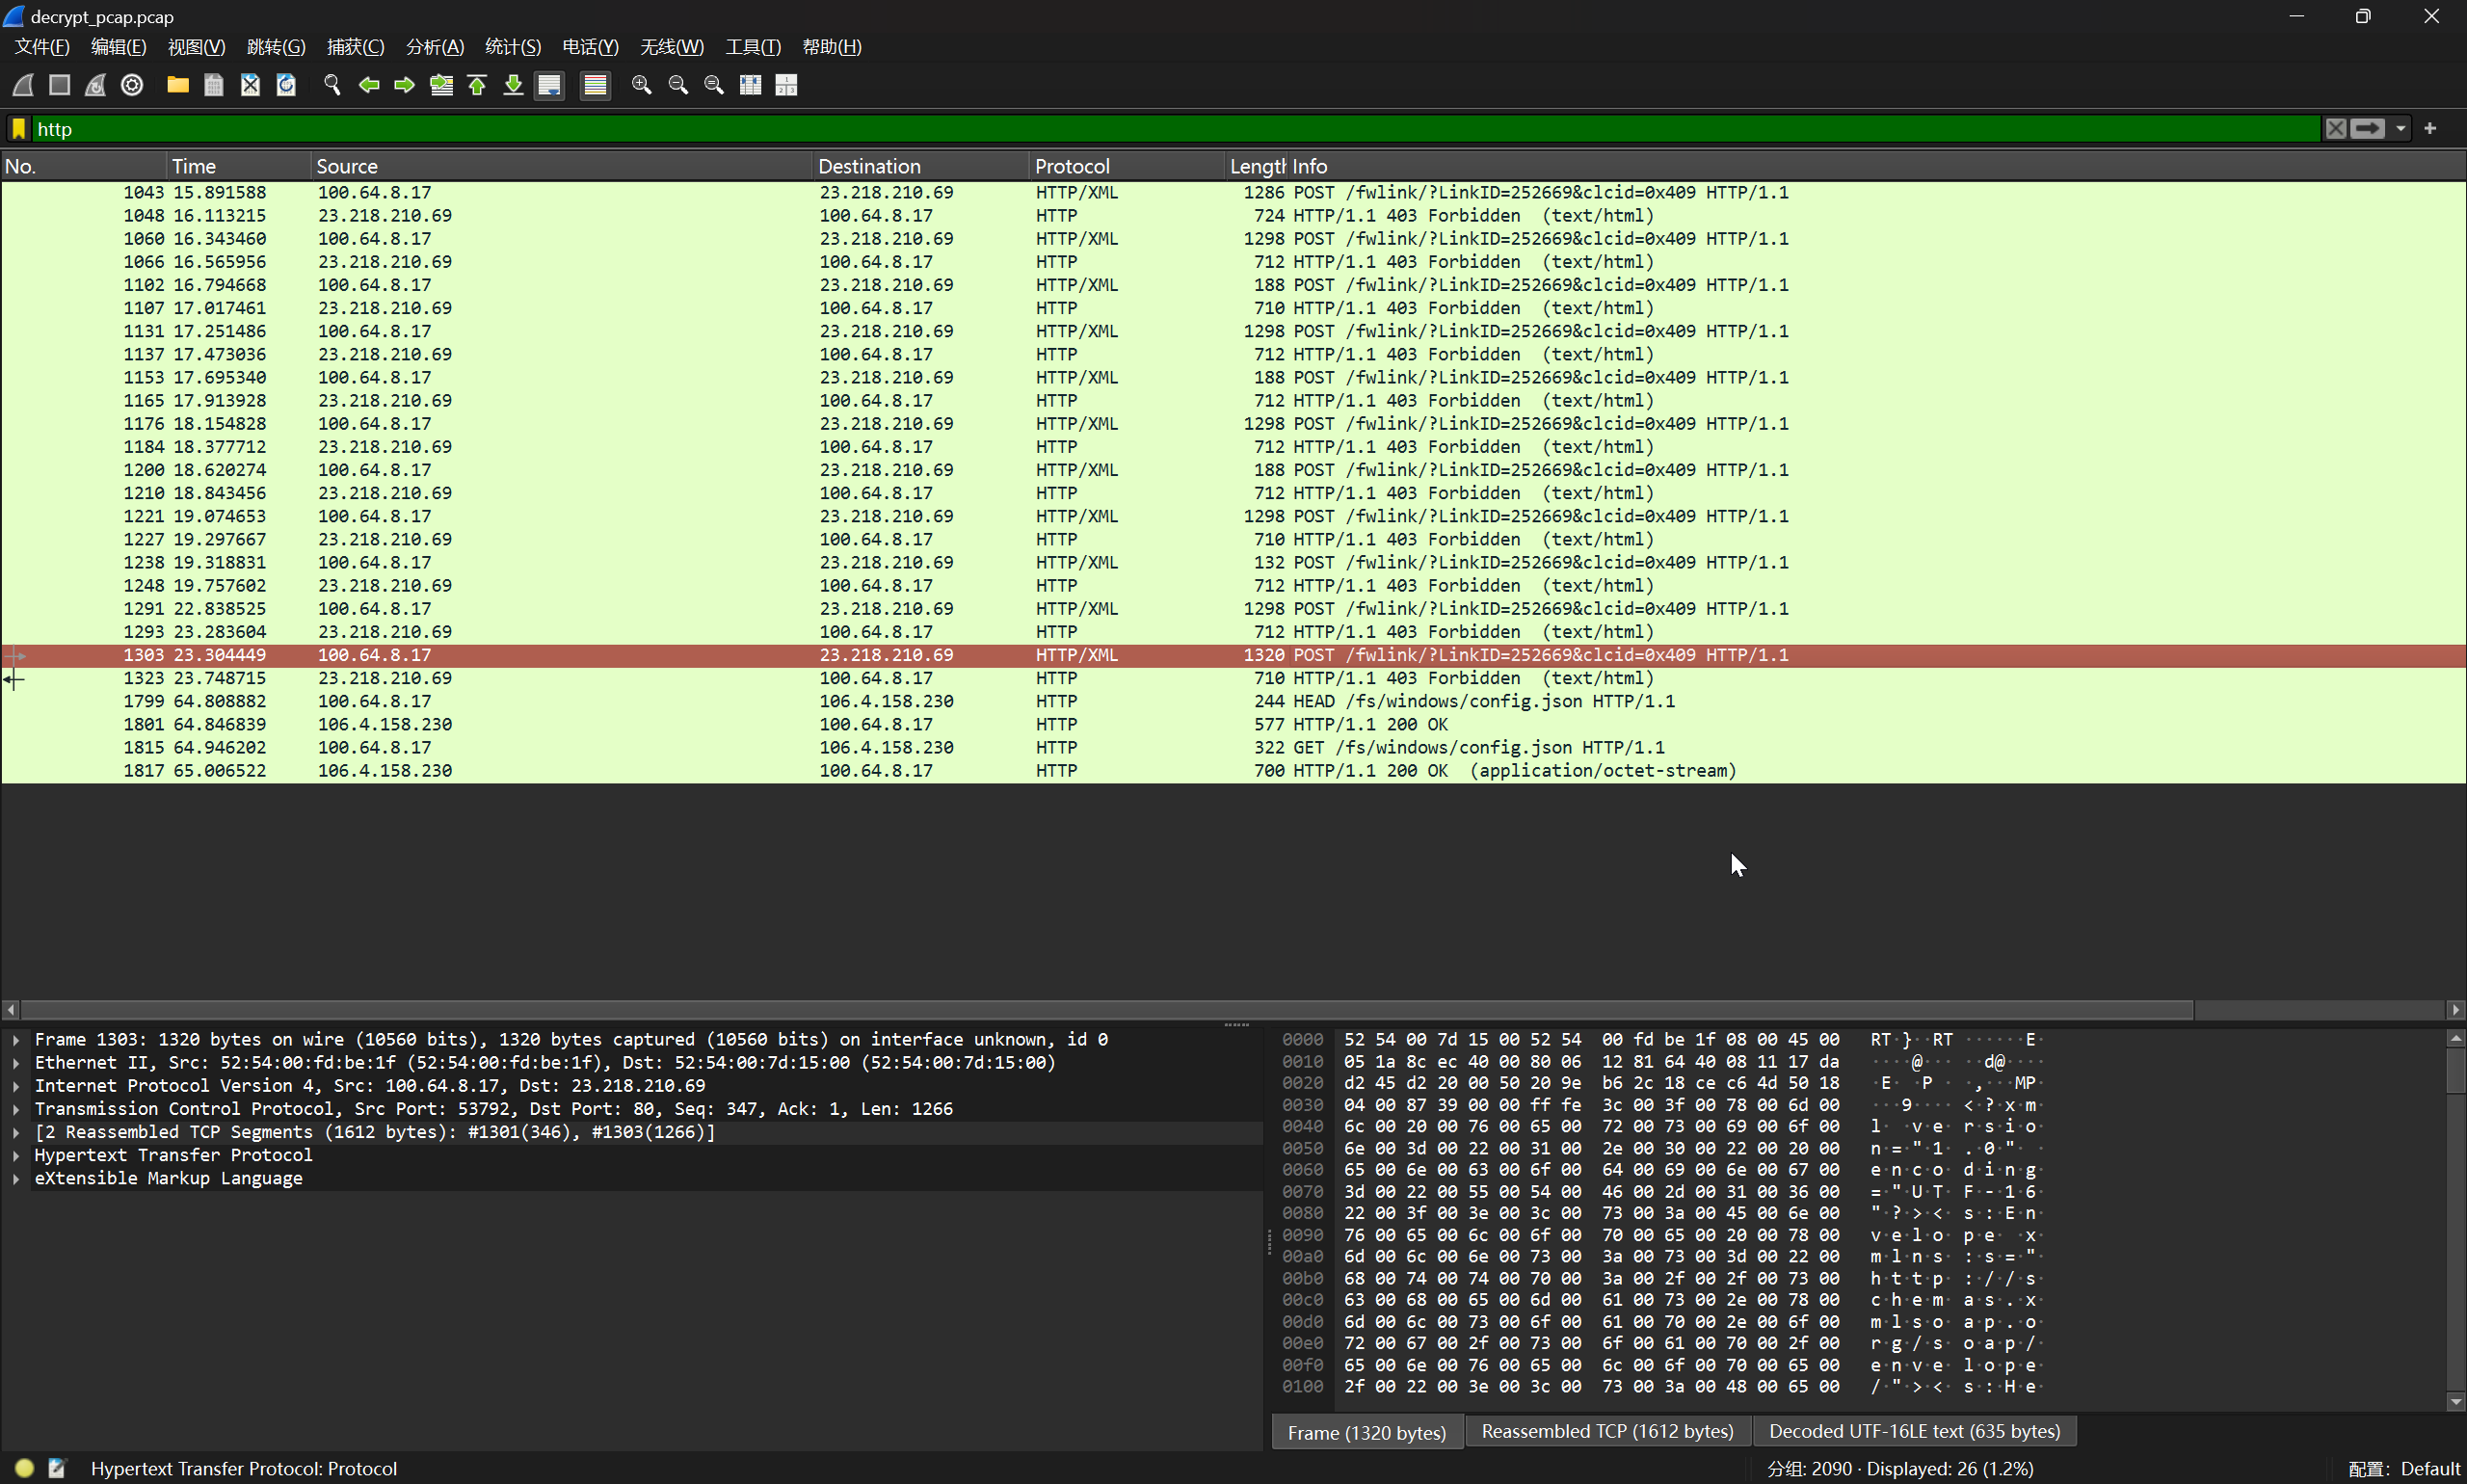 decrypt_pcap.pcap
文件(F) 编辑(E) 视图(V) 跳转(G) 捕获(C) 分析(A) 统计(S) 电话(Y) 无线(W) 工具(T) 帮助(H)
http
No. Time Source Destination Protocol Length Info
1043 15.891588 100.64.8.17 23.218.210.69 HTTP/XML 1286 POST /fwlink/?LinkID=252669&clcid=0x409 HTTP/1.1
1048 16.113215 23.218.210.69 100.64.8.17 HTTP 724 HTTP/1.1 403 Forbidden (text/html)
1060 16.343460 100.64.8.17 23.218.210.69 HTTP/XML 1298 POST /fwlink/?LinkID=252669&clcid=0x409 HTTP/1.1
1066 16.565956 23.218.210.69 100.64.8.17 HTTP 712 HTTP/1.1 403 Forbidden (text/html)
1102 16.794668 100.64.8.17 23.218.210.69 HTTP/XML 188 POST /fwlink/?LinkID=252669&clcid=0x409 HTTP/1.1
1107 17.017461 23.218.210.69 100.64.8.17 HTTP 710 HTTP/1.1 403 Forbidden (text/html)
1131 17.251486 100.64.8.17 23.218.210.69 HTTP/XML 1298 POST /fwlink/?LinkID=252669&clcid=0x409 HTTP/1.1
1137 17.473036 23.218.210.69 100.64.8.17 HTTP 712 HTTP/1.1 403 Forbidden (text/html)
1153 17.695340 100.64.8.17 23.218.210.69 HTTP/XML 188 POST /fwlink/?LinkID=252669&clcid=0x409 HTTP/1.1
1165 17.913928 23.218.210.69 100.64.8.17 HTTP 712 HTTP/1.1 403 Forbidden (text/html)
1176 18.154828 100.64.8.17 23.218.210.69 HTTP/XML 1298 POST /fwlink/?LinkID=252669&clcid=0x409 HTTP/1.1
1184 18.377712 23.218.210.69 100.64.8.17 HTTP 712 HTTP/1.1 403 Forbidden (text/html)
1200 18.620274 100.64.8.17 23.218.210.69 HTTP/XML 188 POST /fwlink/?LinkID=252669&clcid=0x409 HTTP/1.1
1210 18.843456 23.218.210.69 100.64.8.17 HTTP 712 HTTP/1.1 403 Forbidden (text/html)
1221 19.074653 100.64.8.17 23.218.210.69 HTTP/XML 1298 POST /fwlink/?LinkID=252669&clcid=0x409 HTTP/1.1
1227 19.297667 23.218.210.69 100.64.8.17 HTTP 710 HTTP/1.1 403 Forbidden (text/html)
1238 19.318831 100.64.8.17 23.218.210.69 HTTP/XML 132 POST /fwlink/?LinkID=252669&clcid=0x409 HTTP/1.1
1248 19.757602 23.218.210.69 100.64.8.17 HTTP 712 HTTP/1.1 403 Forbidden (text/html)
1291 22.838525 100.64.8.17 23.218.210.69 HTTP/XML 1298 POST /fwlink/?LinkID=252669&clcid=0x409 HTTP/1.1
1293 23.283604 23.218.210.69 100.64.8.17 HTTP 712 HTTP/1.1 403 Forbidden (text/html)
1303 23.304449 100.64.8.17 23.218.210.69 HTTP/XML 1320 POST /fwlink/?LinkID=252669&clcid=0x409 HTTP/1.1
1323 23.748715 23.218.210.69 100.64.8.17 HTTP 710 HTTP/1.1 403 Forbidden (text/html)
1799 64.808882 100.64.8.17 106.4.158.230 HTTP 244 HEAD /fs/windows/config.json HTTP/1.1
1801 64.846839 106.4.158.230 100.64.8.17 HTTP 577 HTTP/1.1 200 OK
1815 64.946202 100.64.8.17 106.4.158.230 HTTP 322 GET /fs/windows/config.json HTTP/1.1
1817 65.006522 106.4.158.230 100.64.8.17 HTTP 700 HTTP/1.1 200 OK (application/octet-stream)
Frame 1303: 1320 bytes on wire (10560 bits), 1320 bytes captured (10560 bits) on interface unknown, id 0
Ethernet II, Src: 52:54:00:fd:be:1f (52:54:00:fd:be:1f), Dst: 52:54:00:7d:15:00 (52:54:00:7d:15:00)
Internet Protocol Version 4, Src: 100.64.8.17, Dst: 23.218.210.69
Transmission Control Protocol, Src Port: 53792, Dst Port: 80, Seq: 347, Ack: 1, Len: 1266
[2 Reassembled TCP Segments (1612 bytes): #1301(346), #1303(1266)]
Hypertext Transfer Protocol
eXtensible Markup Language
0000 52 54 00 7d 15 00 52 54 00 fd be 1f 08 00 45 00 RT·}··RT ······E·
0010 05 1a 8c ec 40 00 80 06 12 81 64 40 08 11 17 da ····@··· ··d@····
0020 d2 45 d2 20 00 50 20 9e b6 2c 18 ce c6 4d 50 18 ·E· ·P · ·,···MP·
0030 04 00 87 39 00 00 ff fe 3c 00 3f 00 78 00 6d 00 ···9···· <·?·x·m·
0040 6c 00 20 00 76 00 65 00 72 00 73 00 69 00 6f 00 l· ·v·e· r·s·i·o·
0050 6e 00 3d 00 22 00 31 00 2e 00 30 00 22 00 20 00 n·=·"·1· .·0·"· ·
0060 65 00 6e 00 63 00 6f 00 64 00 69 00 6e 00 67 00 e·n·c·o· d·i·n·g·
0070 3d 00 22 00 55 00 54 00 46 00 2d 00 31 00 36 00 =·"·U·T· F·-·1·6·
0080 22 00 3f 00 3e 00 3c 00 73 00 3a 00 45 00 6e 00 "·?·>·<· s·:·E·n·
0090 76 00 65 00 6c 00 6f 00 70 00 65 00 20 00 78 00 v·e·l·o· p·e· ·x·
00a0 6d 00 6c 00 6e 00 73 00 3a 00 73 00 3d 00 22 00 m·l·n·s· :·s·=·"·
00b0 68 00 74 00 74 00 70 00 3a 00 2f 00 2f 00 73 00 h·t·t·p· :·/·/·s·
00c0 63 00 68 00 65 00 6d 00 61 00 73 00 2e 00 78 00 c·h·e·m· a·s·.·x·
00d0 6d 00 6c 00 73 00 6f 00 61 00 70 00 2e 00 6f 00 m·l·s·o· a·p·.·o·
00e0 72 00 67 00 2f 00 73 00 6f 00 61 00 70 00 2f 00 r·g·/·s· o·a·p·/·
00f0 65 00 6e 00 76 00 65 00 6c 00 6f 00 70 00 65 00 e·n·v·e· l·o·p·e·
0100 2f 00 22 00 3e 00 3c 00 73 00 3a 00 48 00 65 00 /·"·>·<· s·:·H·e·
Frame (1320 bytes) Reassembled TCP (1612 bytes) Decoded UTF-16LE text (635 bytes)
Hypertext Transfer Protocol: Protocol 分组: 2090 · Displayed: 26 (1.2%) 配置: Default